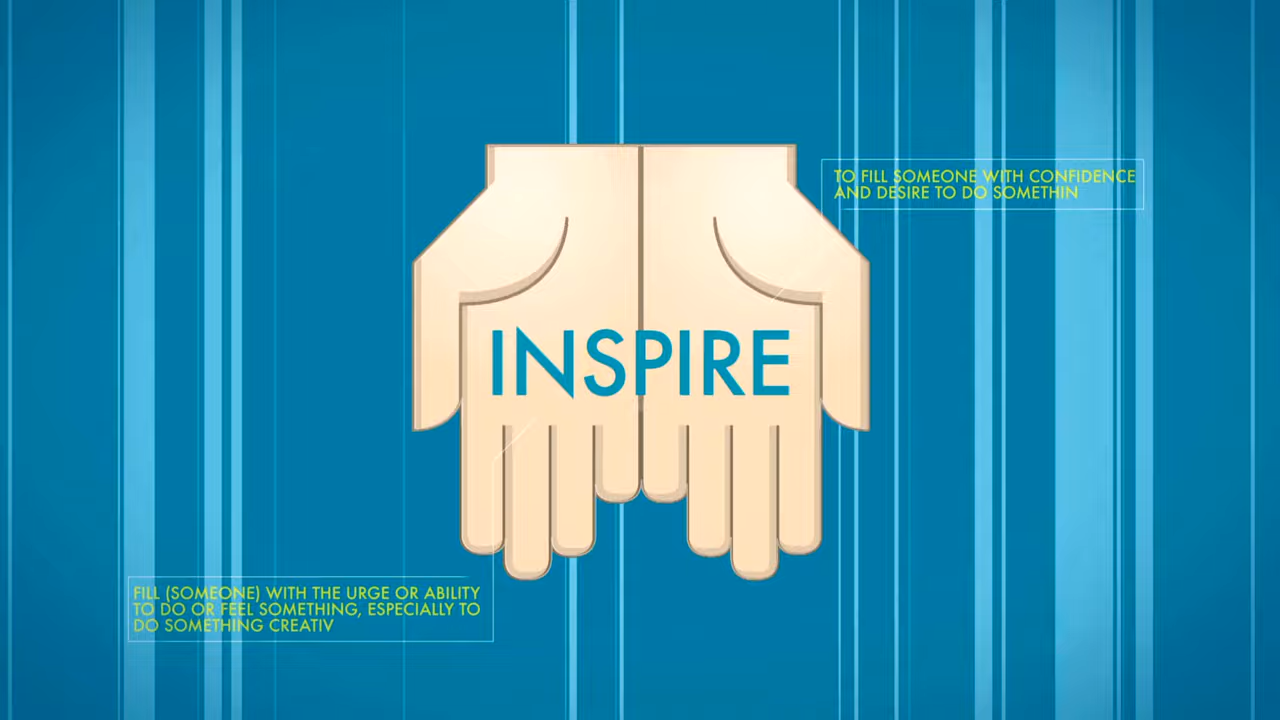 TO FILL SOMEONE WITH CONFIDENCE
AND DESIRE TO DO SOMETHIN
INSPIRE
FILL (SOMEONE) WITH THE URGE OR ABILITY
TO DO OR FEEL SOMETHING, ESPECIALLY TO
DO SOMETHING CREATIV